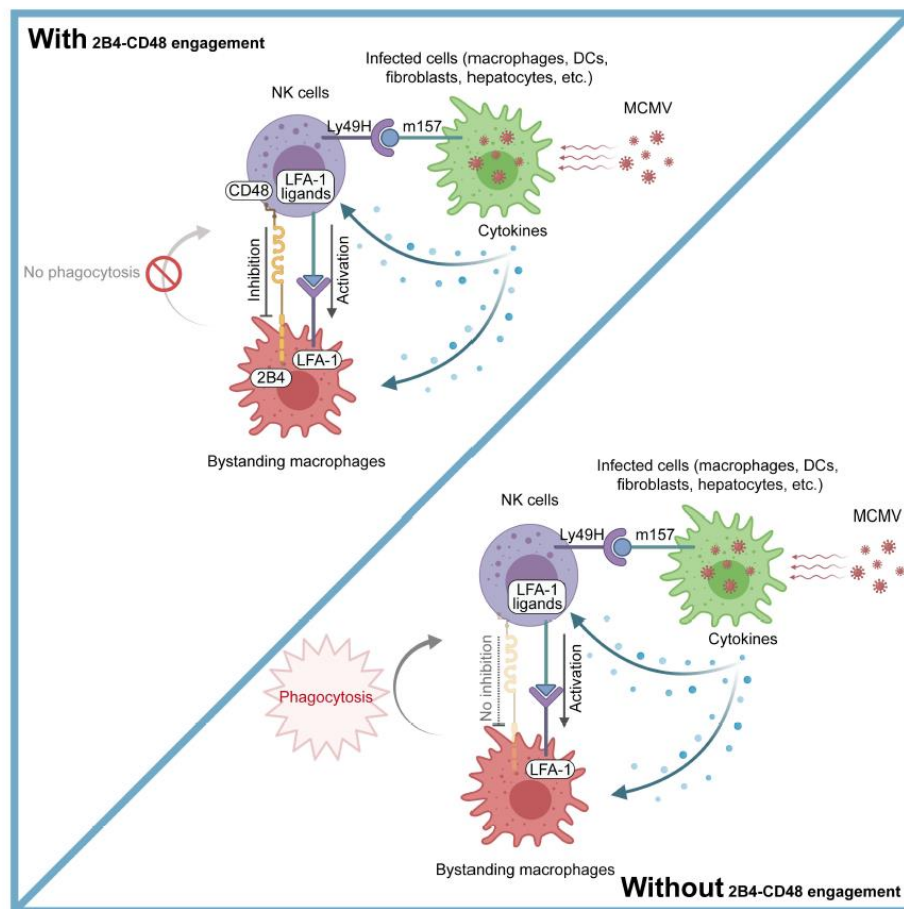 With 2B4-CD48 engagement
Infected cells (macrophages, DCs,
fibroblasts, hepatocytes, etc.)
NK cells
MCMV
Ly49H
m157
CD48
LFA-1
ligands
Cytokines
No phagocytosis
Inhibition
Activation
LFA-1
2B4
Bystanding macrophages
Infected cells (macrophages, DCs,
fibroblasts, hepatocytes, etc.)
NK cells
MCMV
Ly49H
m157
LFA-1
ligands
Cytokines
Phagocytosis
No inhibition
Activation
LFA-1
Bystanding macrophages
Without 2B4-CD48 engagement